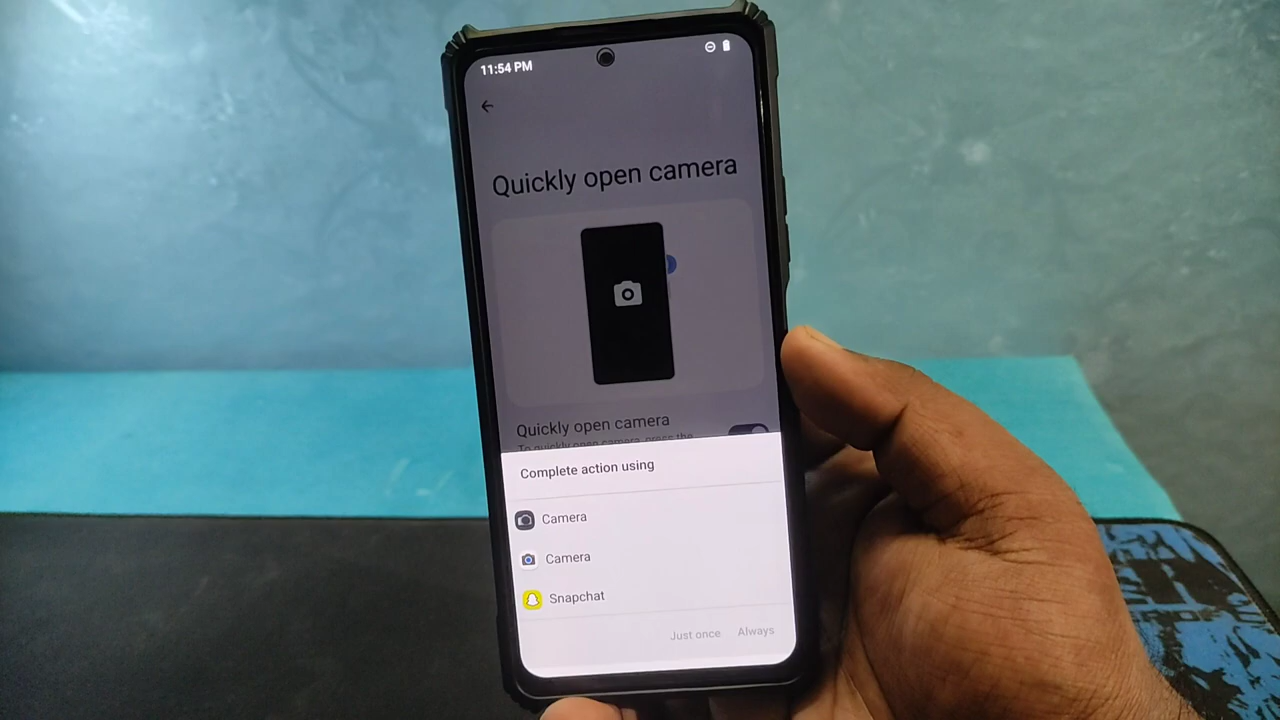 11:54 PM
Quickly open camera
Quickly open camera
To quickly open camera, press the
Complete action using
Camera
Camera
Snapchat
Just once Always